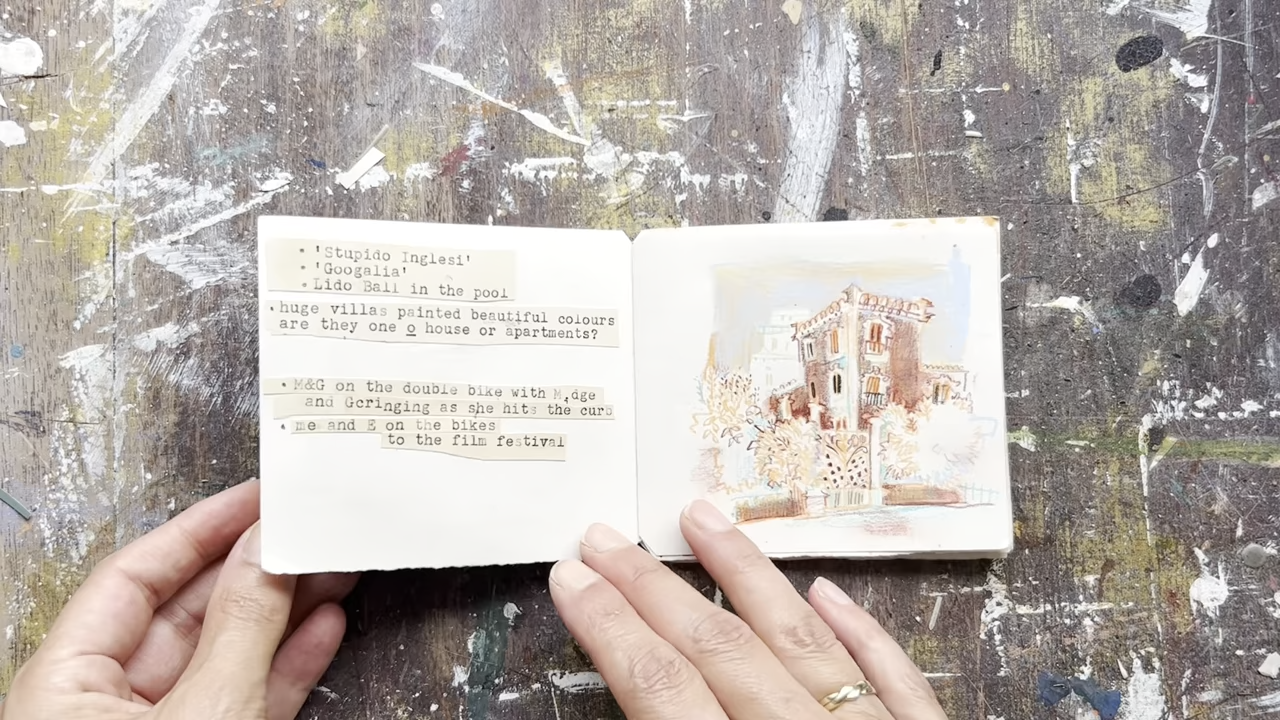 • 'Stupido Inglesi'
• 'Googalia'
• Lido Ball in the pool
• huge villas painted beautiful colours
are they one o house or apartments?
• M&G on the double bike with M,dge
and Gcringing as she hits the curb
• me and E on the bikes
to the film festival